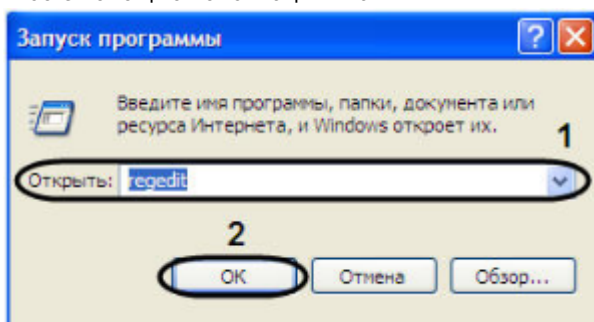 Запуск программы
Введите имя программы, папки, документа или
ресурса Интернета, и Windows откроет их.
1
Открыть: regedit
2
OK Отмена Обзор...